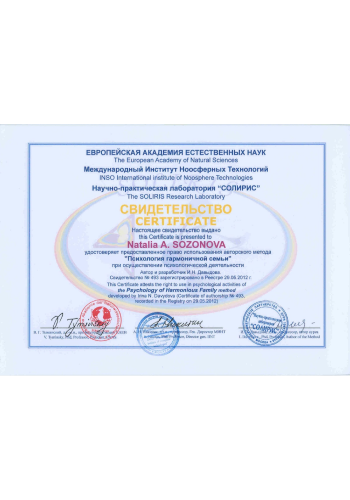 ЕВРОПЕЙСКАЯ АКАДЕМИЯ ЕСТЕСТВЕННЫХ НАУК
The European Academy of Natural Sciences
Международный Институт Ноосферных Технологий
INSO International institute of Noosphere Technologies
Научно-практическая лаборатория "СОЛИРИС"
The SOLIRIS Research Laboratory
СВИДЕТЕЛЬСТВО
CERTIFICATE
Настоящее свидетельство выдано
this Certificate is presented to
Natalia A. SOZONOVA
удостоверяет предоставленное право использования авторского метода
"Психология гармоничной семьи"
при осуществлении психологической деятельности
Автор и разработчик И.Н. Давыдова,
Свидетельство № 493 зарегистрировано в Реестре 28.05.2012 г
This Certificate attests the right to use in psychological activities of
the Psychology of Harmonious Family method
developed by Irina N. Davydova (Certificate of authorship № 493,
recorded in the Registry on 28.05.2012)
СОЛИРИС